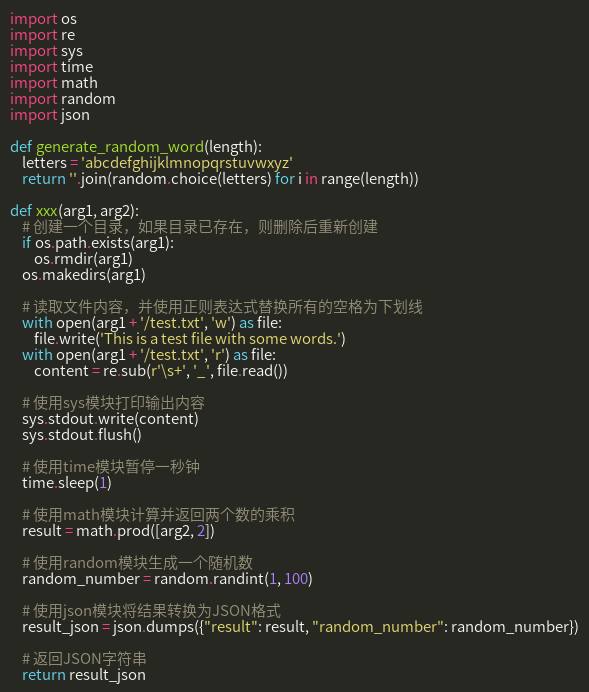 import os
import re
import sys
import time
import math
import random
import json

def generate_random_word(length):
    letters = 'abcdefghijklmnopqrstuvwxyz'
    return ''.join(random.choice(letters) for i in range(length))

def xxx(arg1, arg2):
    # 创建一个目录，如果目录已存在，则删除后重新创建
    if os.path.exists(arg1):
        os.rmdir(arg1)
    os.makedirs(arg1)

    # 读取文件内容，并使用正则表达式替换所有的空格为下划线
    with open(arg1 + '/test.txt', 'w') as file:
        file.write('This is a test file with some words.')
    with open(arg1 + '/test.txt', 'r') as file:
        content = re.sub(r'\s+', '_', file.read())

    # 使用sys模块打印输出内容
    sys.stdout.write(content)
    sys.stdout.flush()

    # 使用time模块暂停一秒钟
    time.sleep(1)

    # 使用math模块计算并返回两个数的乘积
    result = math.prod([arg2, 2])

    # 使用random模块生成一个随机数
    random_number = random.randint(1, 100)

    # 使用json模块将结果转换为JSON格式
    result_json = json.dumps({"result": result, "random_number": random_number})

    # 返回JSON字符串
    return result_json